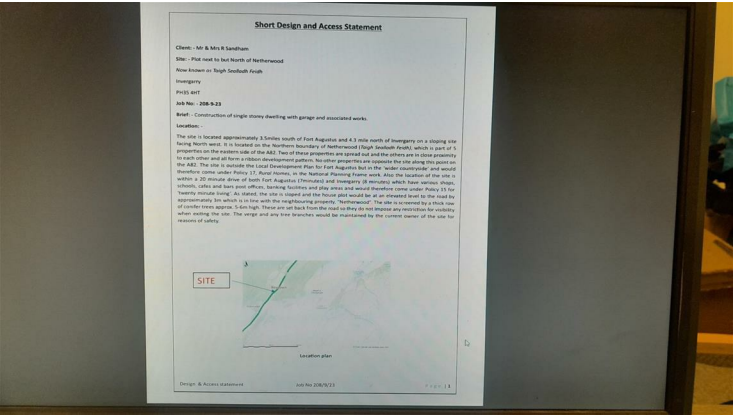 Short Design and Access Statement
Client: - Mr & Mrs R Sandham
Site: - Plot next to but North of Netherwood
Now known as Taigh Sealladh Feidh
Invergarry
PH35 4HT
Job No: - 208-9-23
Brief: - Construction of single storey dwelling with garage and associated works.
Location: -
The site is located approximately 3.5miles south of Fort Augustus and 4.3 mile north of Invergarry on a sloping site
facing North west. It is located on the Northern boundary of Netherwood (Taigh Sealladh Feidh), which is part of 5
properties on the eastern side of the A82. Two of these properties are spread out and the others are in close proximity
to each other and all form a ribbon development pattern. No other properties are opposite the site along this point on
the A82. The site is outside the Local Development Plan for Fort Augustus but in the 'wider countryside' and would
therefore come under Policy 17, Rural Homes, in the National Planning Frame work. Also the location of the site is
within a 20 minute drive of both Fort Augustus (7minutes) and Invergarry (8 minutes) which have various shops,
schools, cafes and bars post offices, banking facilities and play areas and would therefore come under Policy 15 for
'twenty minute living'. As stated, the site is sloped and the house plot would be at an elevated level to the road by
approximately 3m which is in line with the neighbouring property, "Netherwood". The site is screened by a thick row
of conifer trees approx. 5-6m high. These are set back from the road so they do not impose any restriction for visibility
when exiting the site. The verge and any tree branches would be maintained by the current owner of the site for
reasons of safety.
SITE
Location plan
Design & Access statement Job No 208/9/23 Page | 1